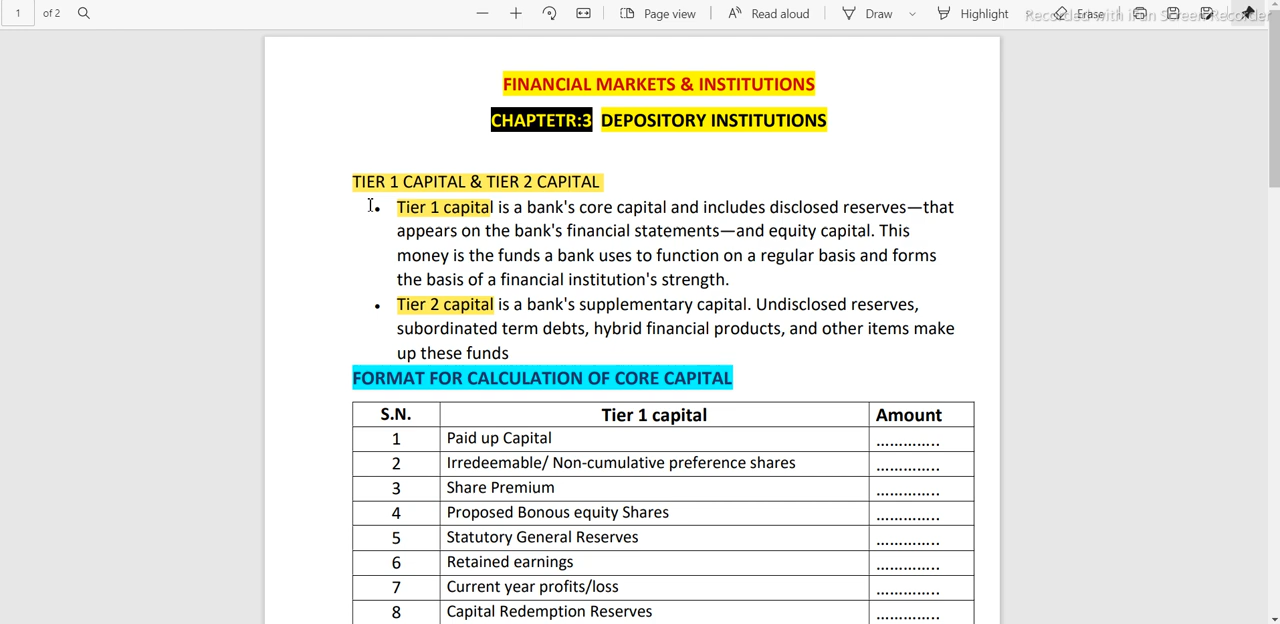 1 of 2 Page view Read aloud Draw Highlight Erase
Recorded with iFun Screen Recorder
FINANCIAL MARKETS & INSTITUTIONS
CHAPTETR:3 DEPOSITORY INSTITUTIONS
TIER 1 CAPITAL & TIER 2 CAPITAL
• Tier 1 capital is a bank's core capital and includes disclosed reserves—that
appears on the bank's financial statements—and equity capital. This
money is the funds a bank uses to function on a regular basis and forms
the basis of a financial institution's strength.
• Tier 2 capital is a bank's supplementary capital. Undisclosed reserves,
subordinated term debts, hybrid financial products, and other items make
up these funds
FORMAT FOR CALCULATION OF CORE CAPITAL
S.N. Tier 1 capital Amount
1 Paid up Capital ..............
2 Irredeemable/ Non-cumulative preference shares ..............
3 Share Premium ..............
4 Proposed Bonous equity Shares ..............
5 Statutory General Reserves ..............
6 Retained earnings ..............
7 Current year profits/loss ..............
8 Capital Redemption Reserves ..............